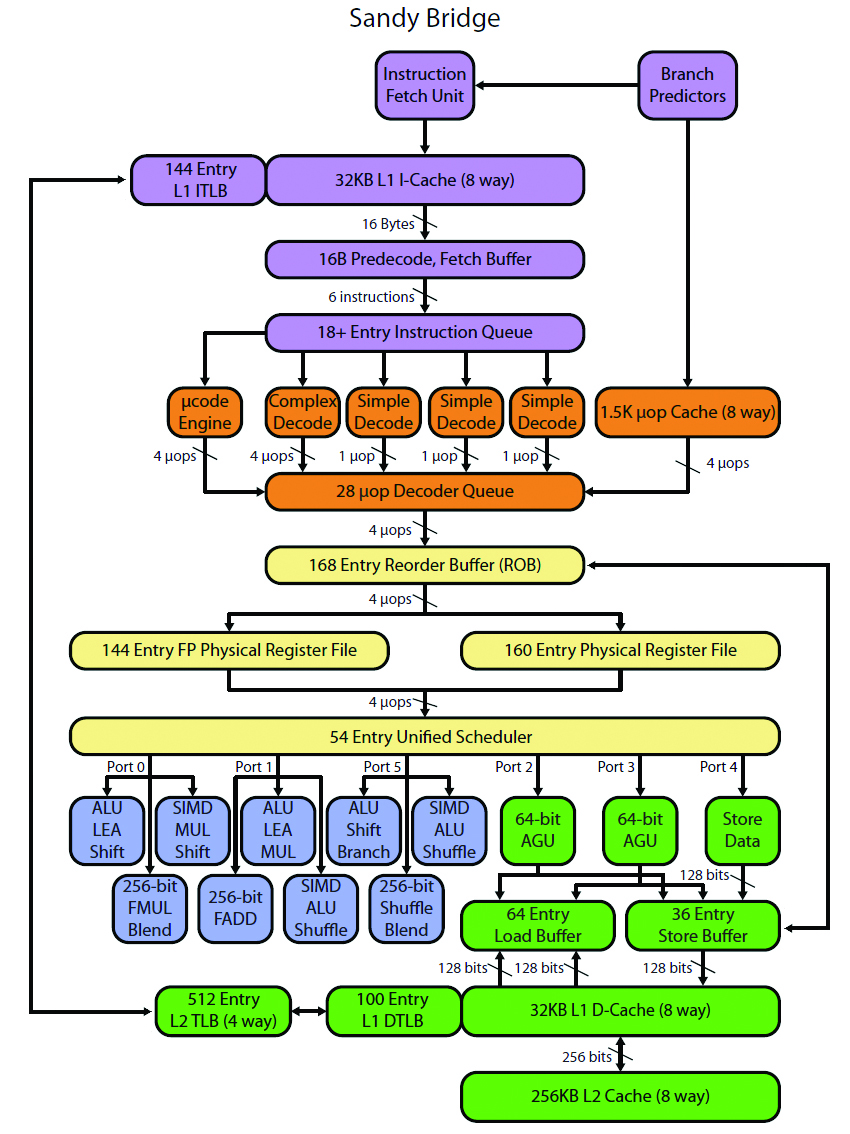 Sandy Bridge
Instruction
Fetch Unit
Branch
Predictors
144 Entry
L1 ITLB
32KB L1 I-Cache (8 way)
16 Bytes
16B Predecode, Fetch Buffer
6 instructions
18+ Entry Instruction Queue
µcode
Engine
Complex
Decode
Simple
Decode
Simple
Decode
Simple
Decode
1.5K µop Cache (8 way)
4 µops
4 µops
1 µop
1 µop
1 µop
4 µops
28 µop Decoder Queue
4 µops
168 Entry Reorder Buffer (ROB)
4 µops
144 Entry FP Physical Register File
160 Entry Physical Register File
4 µops
54 Entry Unified Scheduler
Port 0
Port 1
Port 5
Port 2
Port 3
Port 4
ALU
LEA
Shift
SIMD
MUL
Shift
ALU
LEA
MUL
ALU
Shift
Branch
SIMD
ALU
Shuffle
64-bit
AGU
64-bit
AGU
Store
Data
256-bit
FMUL
Blend
256-bit
FADD
SIMD
ALU
Shuffle
256-bit
Shuffle
Blend
128 bits
64 Entry
Load Buffer
36 Entry
Store Buffer
128 bits
128 bits
128 bits
512 Entry
L2 TLB (4 way)
100 Entry
L1 DTLB
32KB L1 D-Cache (8 way)
256 bits
256KB L2 Cache (8 way)